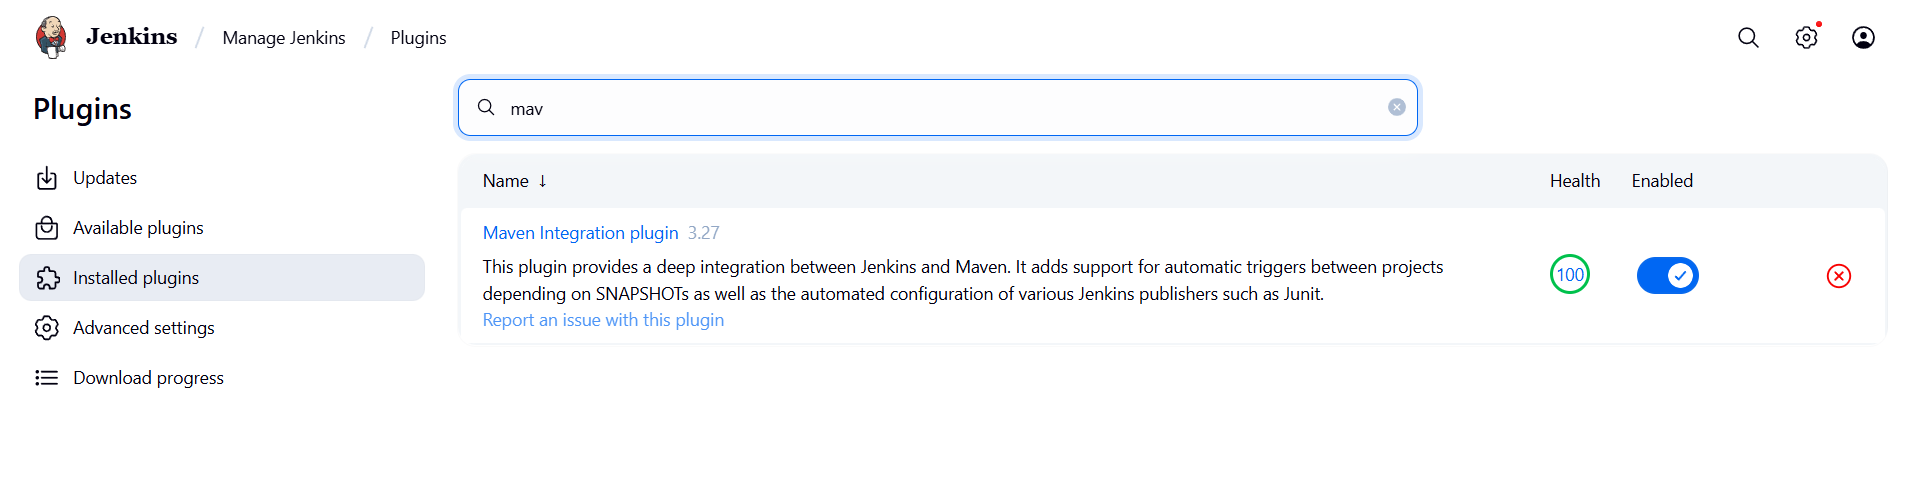 Jenkins / Manage Jenkins / Plugins
Plugins
mav
Updates
Available plugins
Installed plugins
Advanced settings
Download progress
Name ↓ Health Enabled
Maven Integration plugin 3.27
This plugin provides a deep integration between Jenkins and Maven. It adds support for automatic triggers between projects
depending on SNAPSHOTs as well as the automated configuration of various Jenkins publishers such as Junit.
Report an issue with this plugin
100